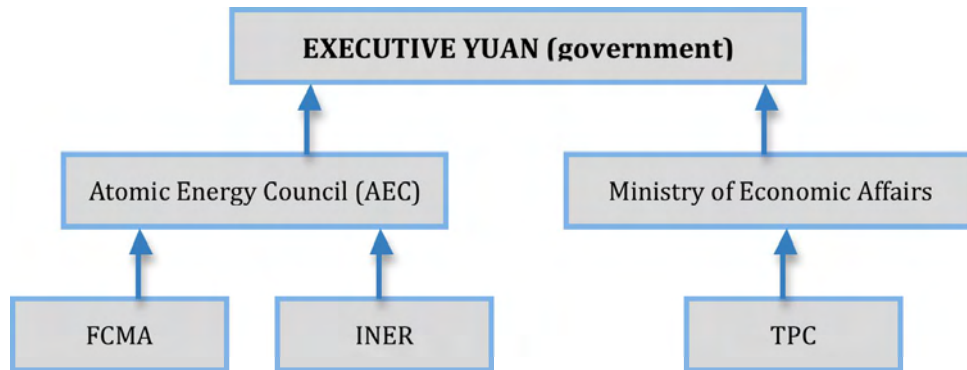 EXECUTIVE YUAN (government)
Atomic Energy Council (AEC)
Ministry of Economic Affairs
FCMA
INER
TPC